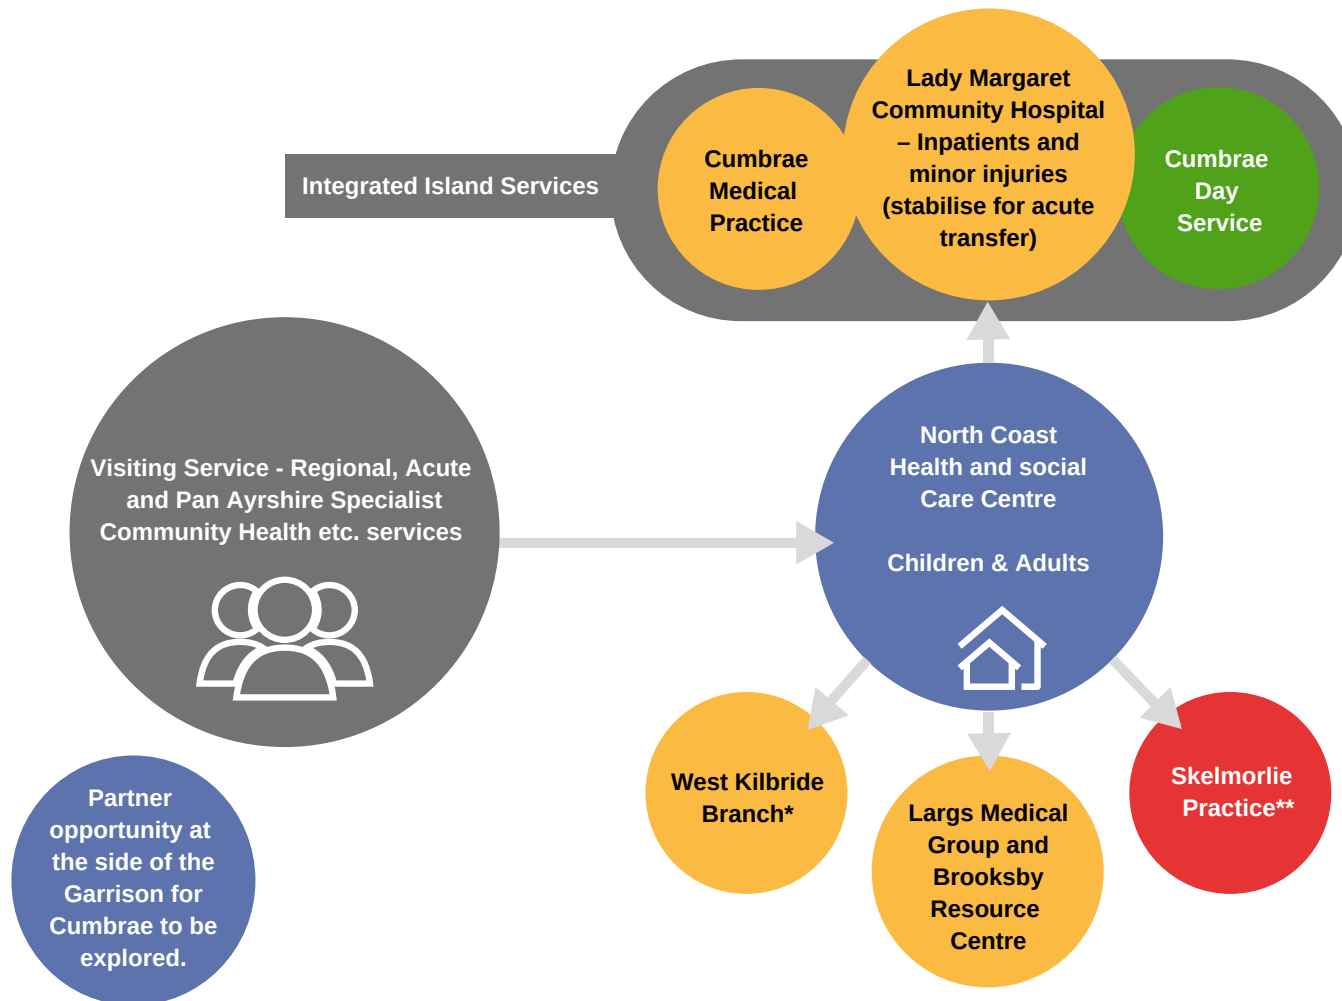 Integrated Island Services
Cumbrae
Medical
Practice
Lady Margaret
Community Hospital
– Inpatients and
minor injuries
(stabilise for acute
transfer)
Cumbrae
Day
Service
Visiting Service - Regional, Acute
and Pan Ayrshire Specialist
Community Health etc. services
North Coast
Health and social
Care Centre
Children & Adults
West Kilbride
Branch*
Largs Medical
Group and
Brooksby
Resource
Centre
Skelmorlie
Practice**
Partner
opportunity at
the side of the
Garrison for
Cumbrae to be
explored.